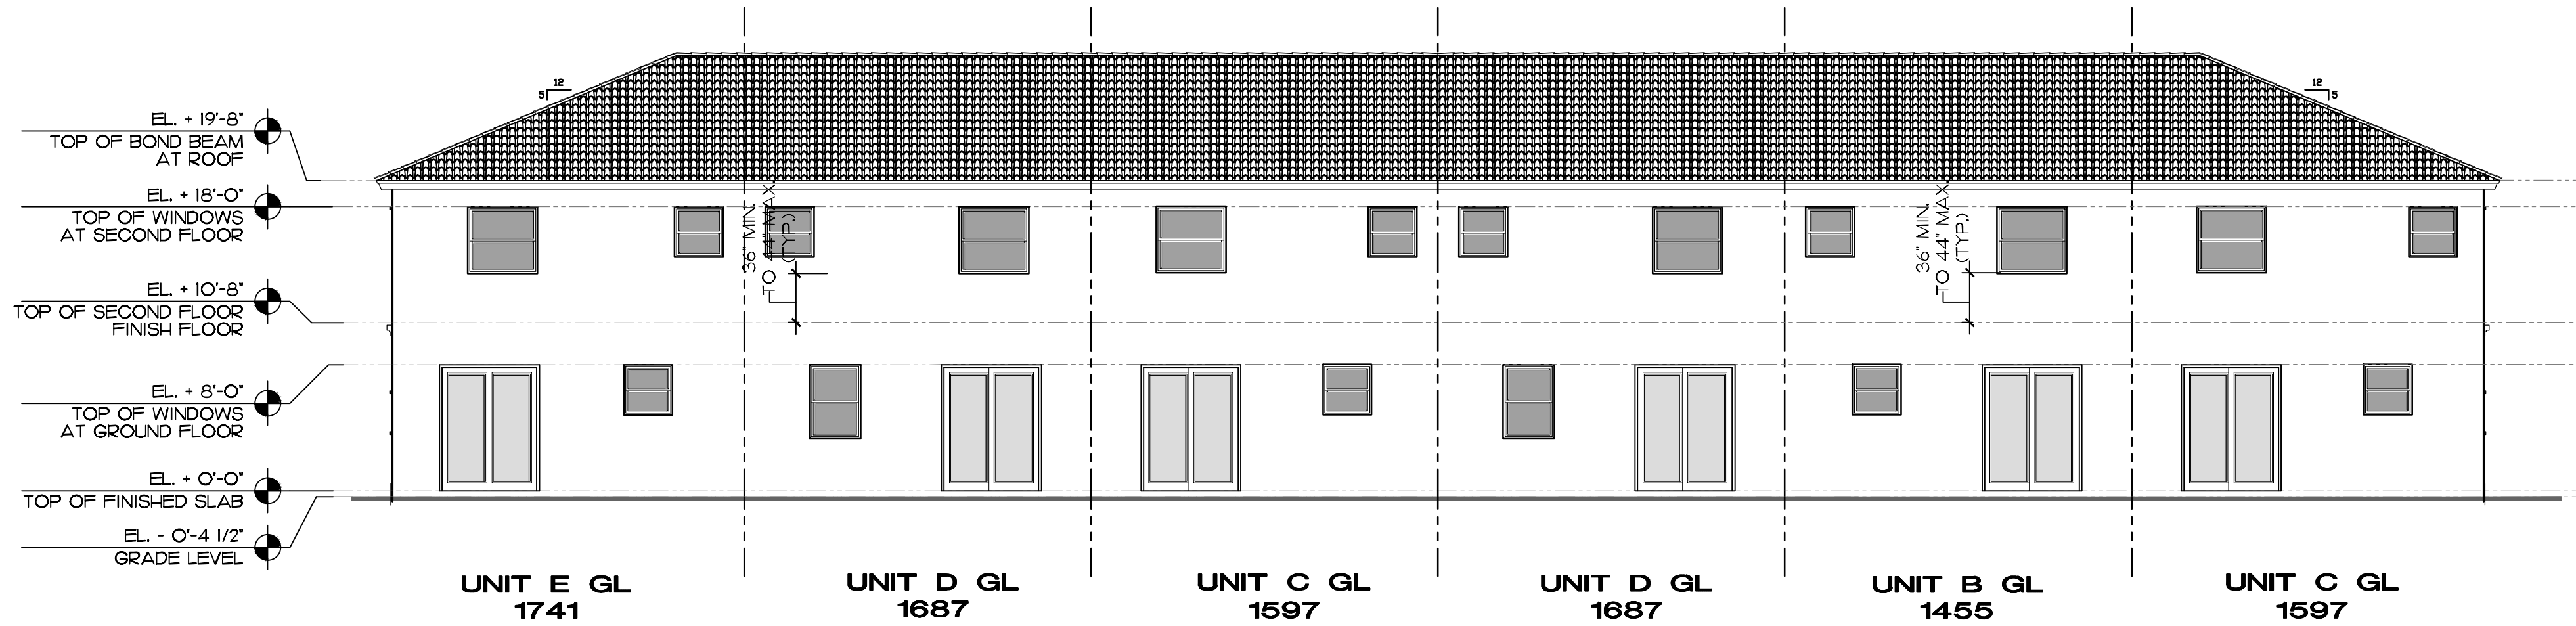 12
5
12
5
EL. + 19'-8"
TOP OF BOND BEAM
AT ROOF
EL. + 18'-0"
TOP OF WINDOWS
AT SECOND FLOOR
36" MIN.
TO 44" MAX.
(TYP.)
36" MIN.
TO 44" MAX.
(TYP.)
EL. + 10'-8"
TOP OF SECOND FLOOR
FINISH FLOOR
EL. + 8'-0"
TOP OF WINDOWS
AT GROUND FLOOR
EL. + 0'-0"
TOP OF FINISHED SLAB
EL. - 0'-4 1/2"
GRADE LEVEL
UNIT E GL
1741
UNIT D GL
1687
UNIT C GL
1597
UNIT D GL
1687
UNIT B GL
1455
UNIT C GL
1597